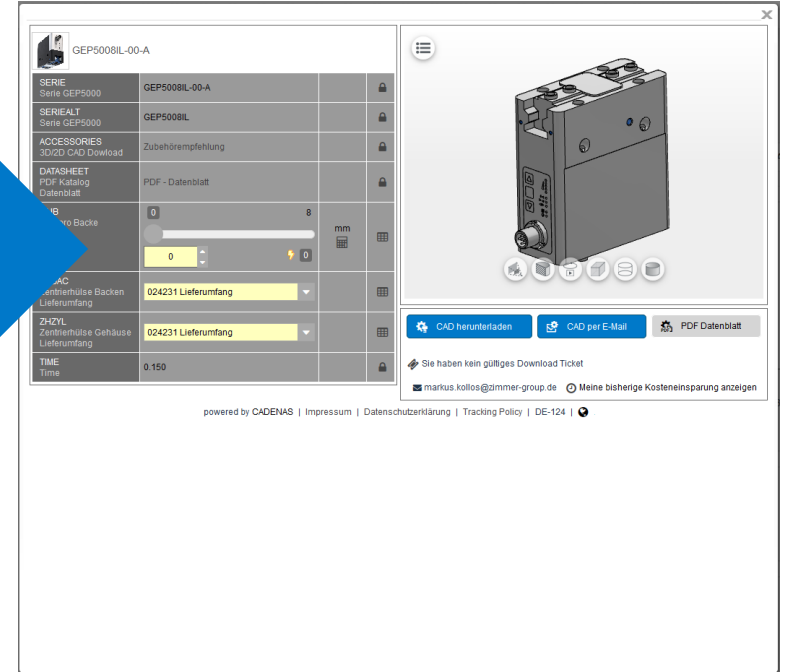 GEP5008IL-00-A
SERIE
Serie GEP5000
GEP5008IL-00-A
SERIEALT
Serie GEP5000
GEP5008IL
ACCESSORIES
3D/2D CAD Dowload
Zubehörempfehlung
DATASHEET
PDF Katalog
Datenblatt
PDF - Datenblatt
Backe
0
8
mm
0
0
Zentrierhülse Backen
Lieferumfang
024231 Lieferumfang
ZHZYL
Zentrierhülse Gehäuse
Lieferumfang
024231 Lieferumfang
TIME
Time
0.150
CAD herunterladen
CAD per E-Mail
PDF Datenblatt
Sie haben kein gültiges Download Ticket
markus.kollos@zimmer-group.de
Meine bisherige Kosteneinsparung anzeigen
powered by CADENAS | Impressum | Datenschutzerklärung | Tracking Policy | DE-124 |